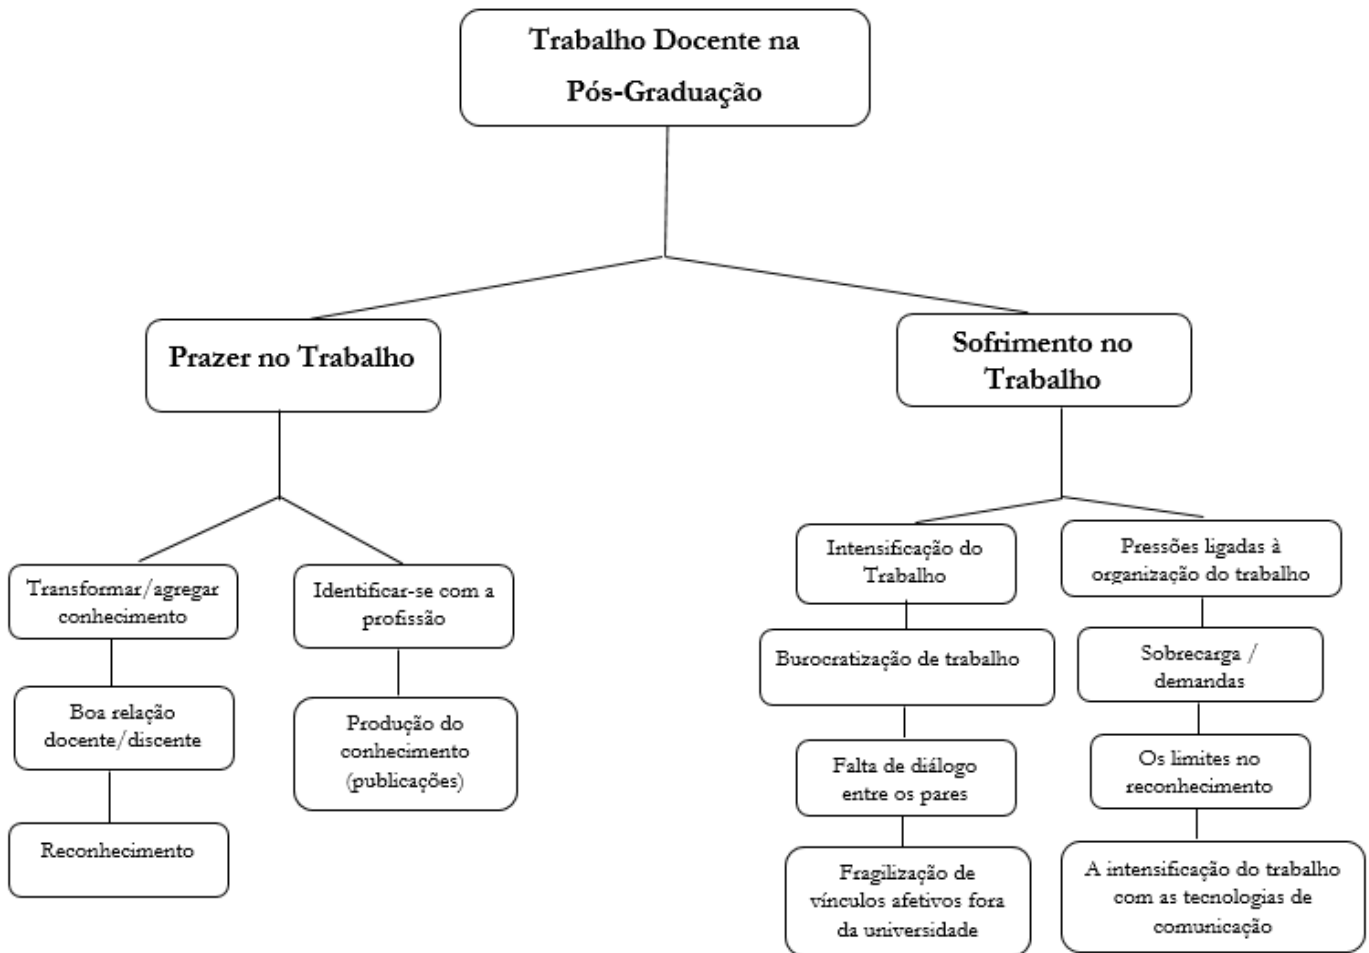 Trabalho Docente na
Pós-Graduação
Prazer no Trabalho
Sofrimento no
Trabalho
Transformar/agregar
conhecimento
Identificar-se com a
profissão
Boa relação
docente/discente
Produção do
conhecimento
(publicações)
Reconhecimento
Intensificação do
Trabalho
Pressões ligadas à
organização do trabalho
Burocratização de trabalho
Sobrecarga /
demandas
Falta de diálogo
entre os pares
Os limites no
reconhecimento
Fragilização de
vínculos afetivos fora
da universidade
A intensificação do trabalho
com as tecnologias de
comunicação